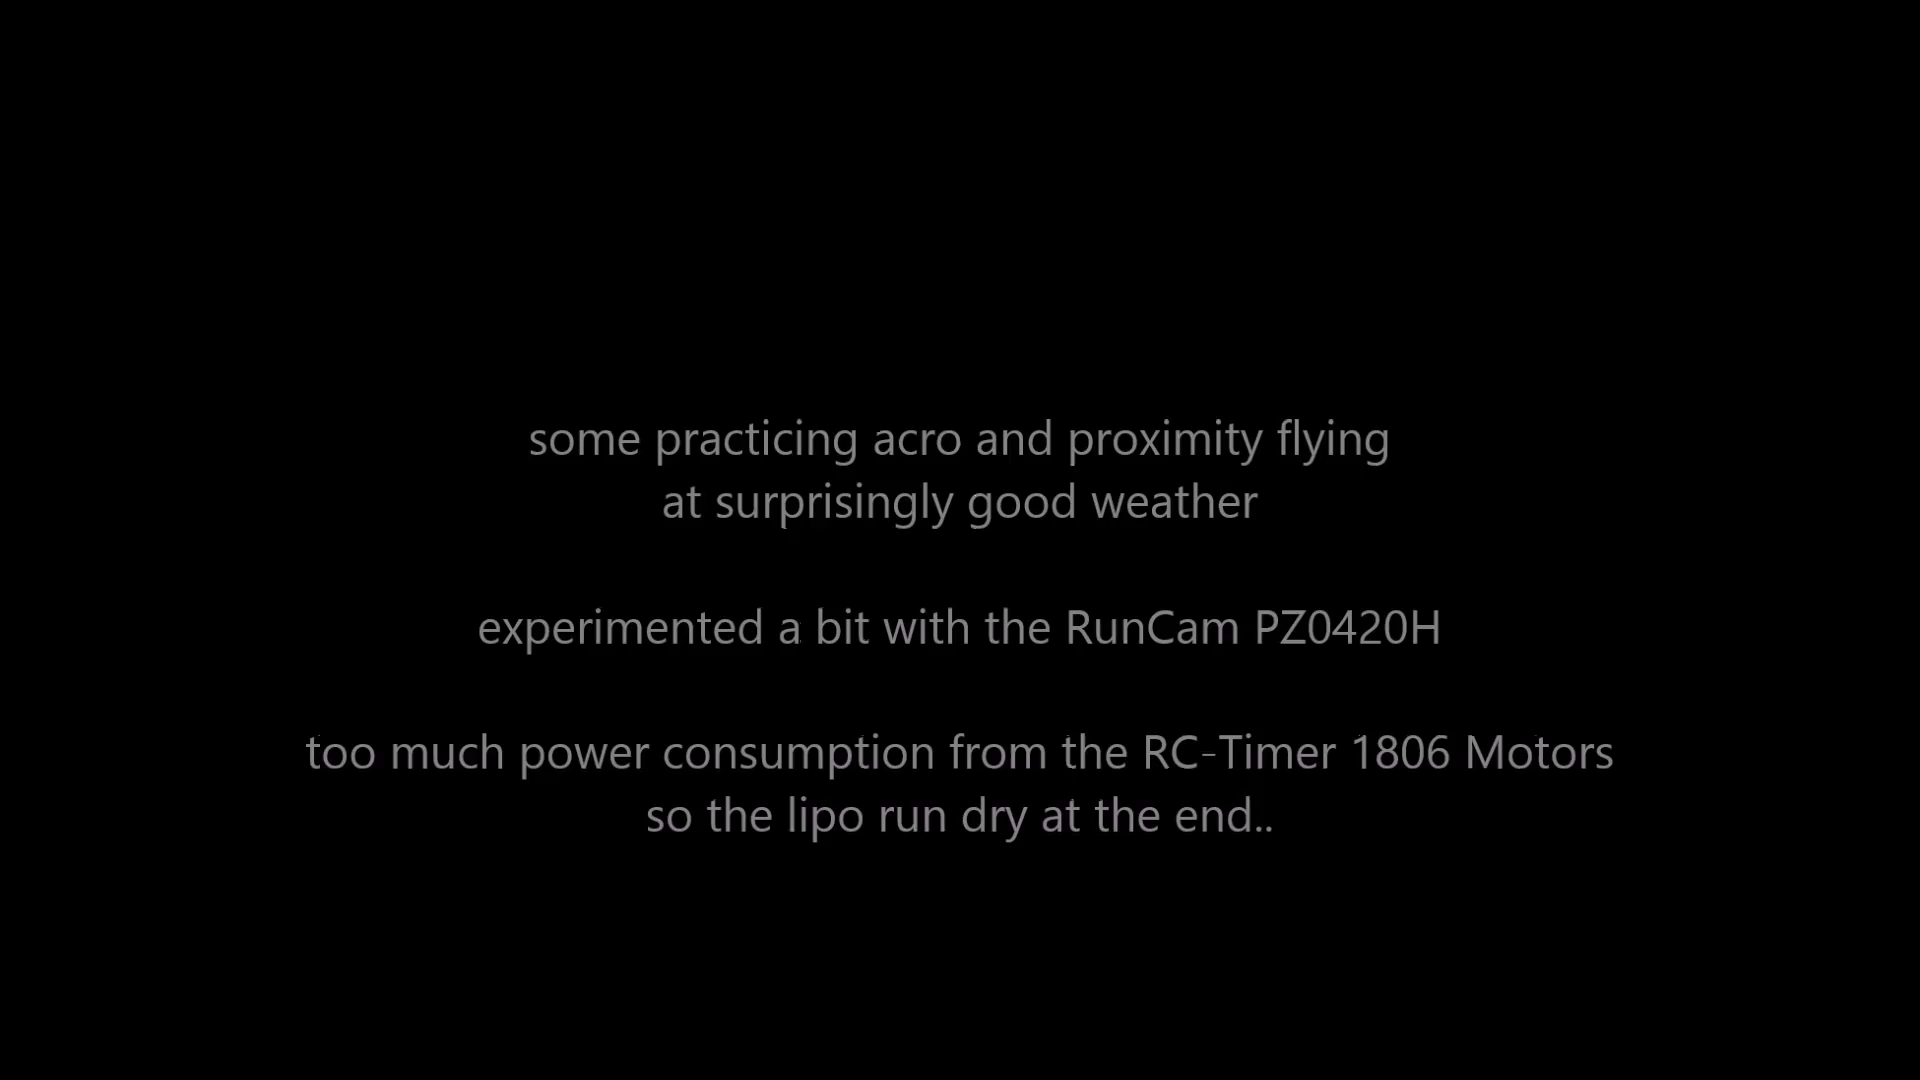 some practicing acro and proximity flying
at surprisingly good weather
experimented a bit with the RunCam PZ0420H
too much power consumption from the RC-Timer 1806 Motors
so the lipo run dry at the end..